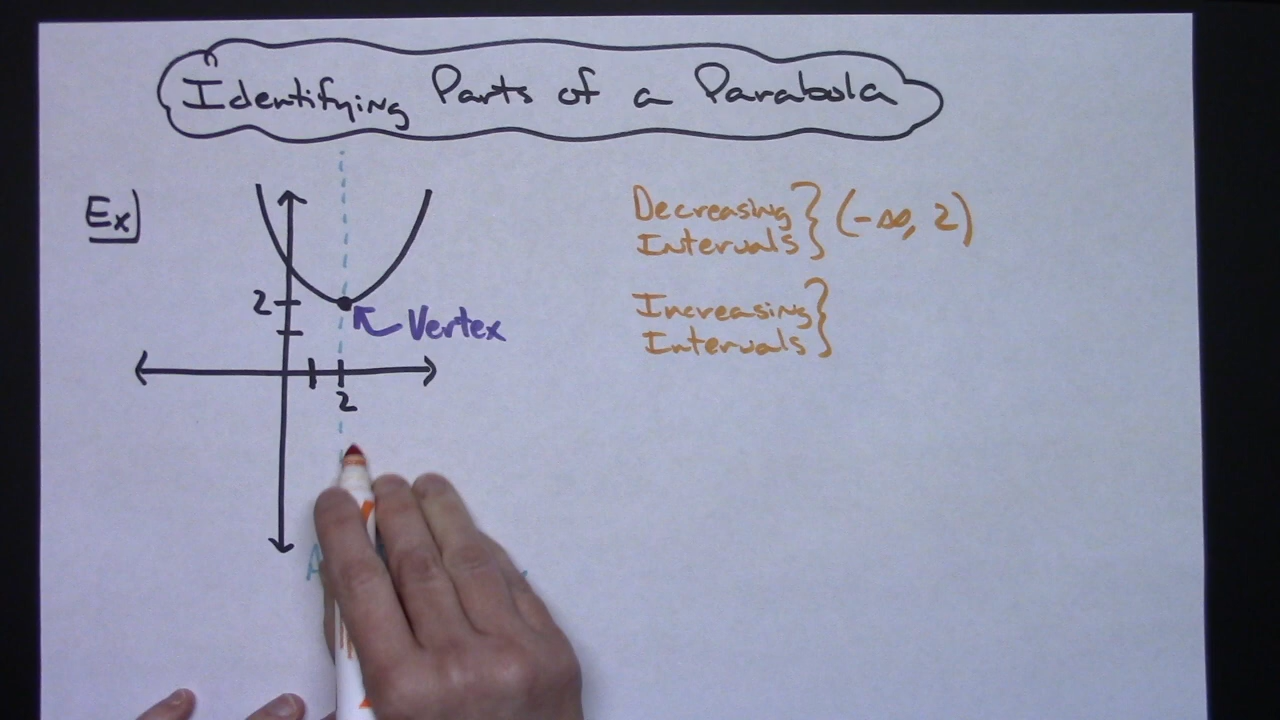 Identifying Parts of a Parabola
Ex)
2
Vertex
2
Decreasing
Intervals } (-∞, 2)
Increasing
Intervals }